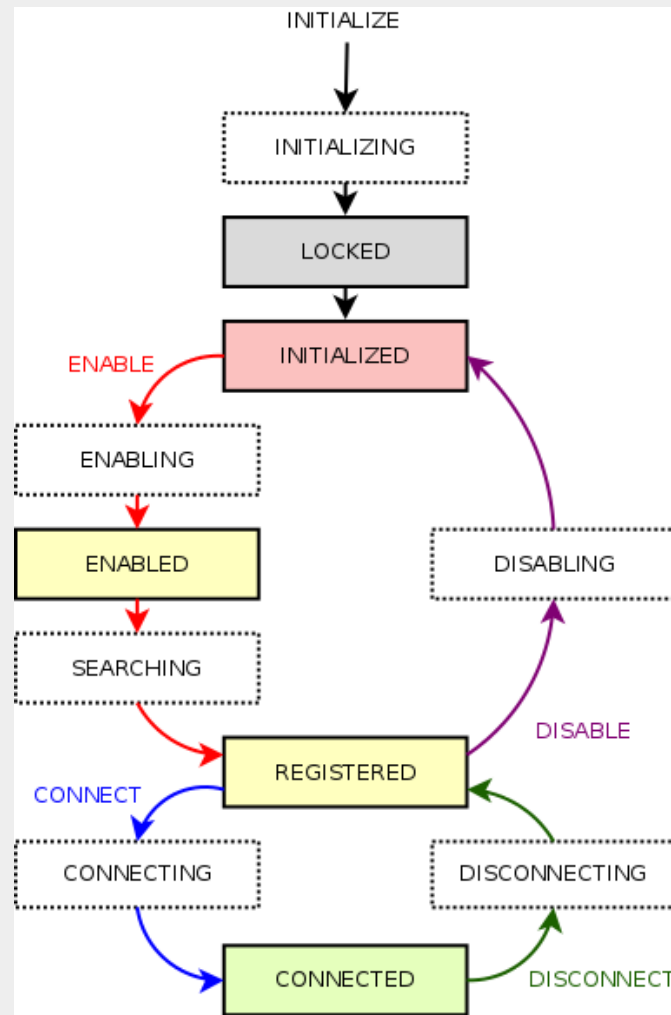 INITIALIZE
INITIALIZING
LOCKED
INITIALIZED
ENABLE
ENABLING
ENABLED
DISABLING
SEARCHING
DISABLE
REGISTERED
CONNECT
CONNECTING
DISCONNECTING
CONNECTED
DISCONNECT